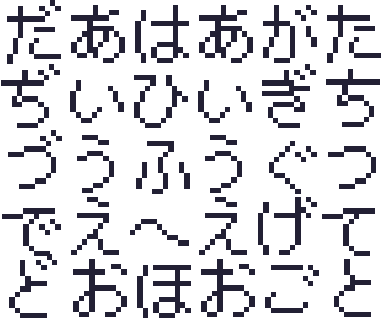 だあはあがた
ぢいひいぎち
づうふうぐつ
でえへえげて
どおほおごと